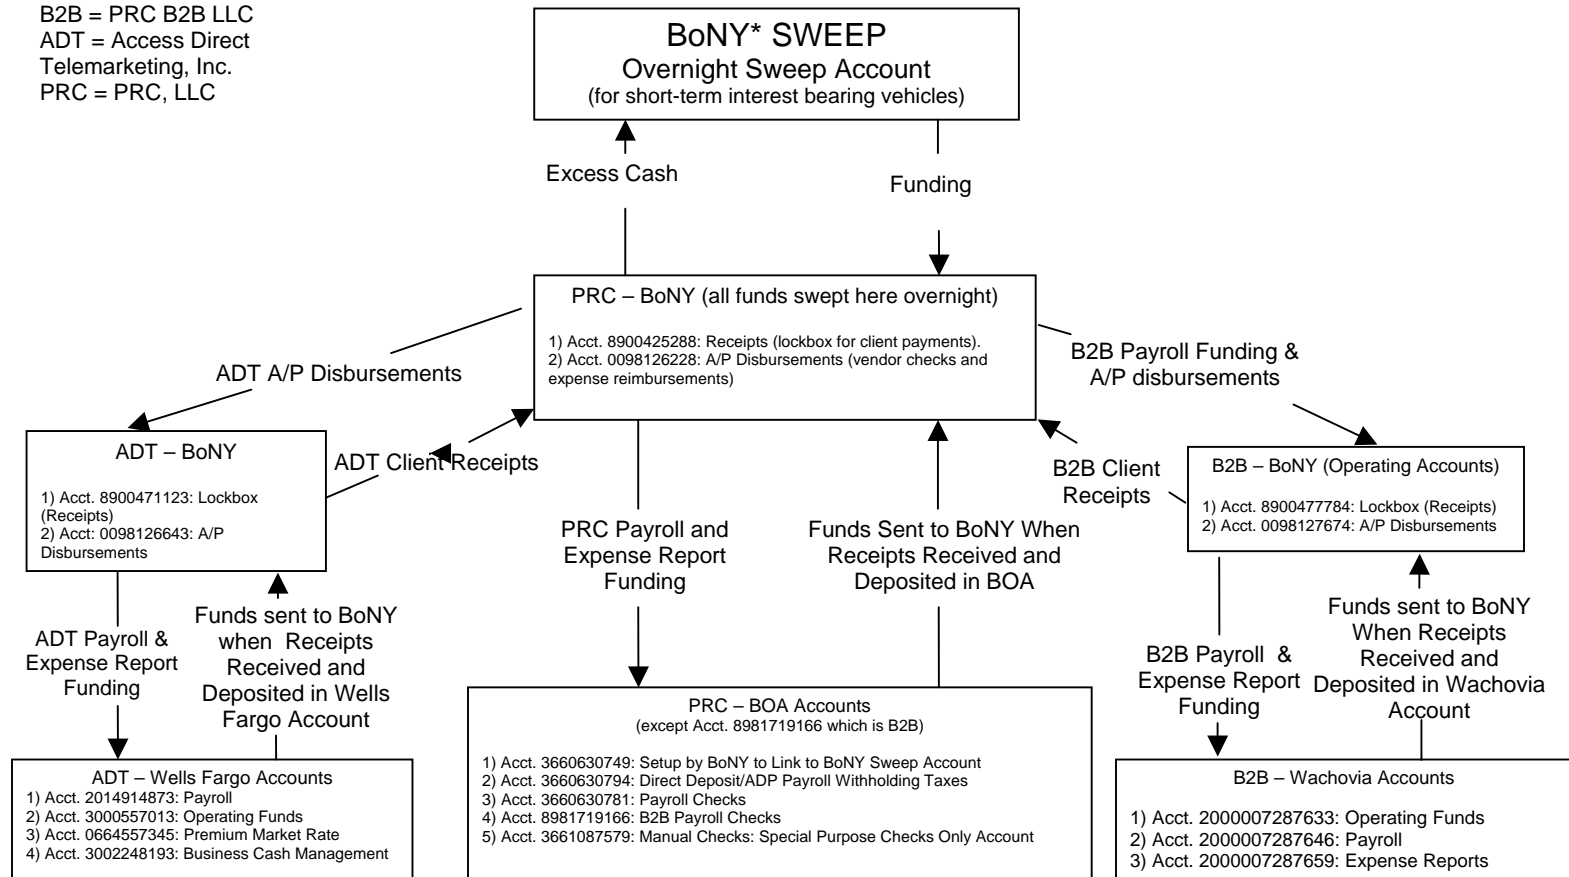 B2B = PRC B2B LLC
ADT = Access Direct
Telemarketing, Inc.
PRC = PRC, LLC
BoNY* SWEEP
Overnight Sweep Account
(for short-term interest bearing vehicles)
Excess Cash
Funding
PRC – BoNY (all funds swept here overnight)
1) Acct. 8900425288: Receipts (lockbox for client payments).
2) Acct. 0098126228: A/P Disbursements (vendor checks and
expense reimbursements)
ADT A/P Disbursements
B2B Payroll Funding &
A/P disbursements
ADT – BoNY
1) Acct. 8900471123: Lockbox
(Receipts)
2) Acct: 0098126643: A/P
Disbursements
ADT Client Receipts
B2B Client
Receipts
B2B – BoNY (Operating Accounts)
1) Acct. 8900477784: Lockbox (Receipts)
2) Acct. 0098127674: A/P Disbursements
PRC Payroll and
Expense Report
Funding
Funds Sent to BoNY When
Receipts Received and
Deposited in BOA
ADT Payroll &
Expense Report
Funding
Funds sent to BoNY
when  Receipts
Received and
Deposited in Wells
Fargo Account
B2B Payroll  &
Expense Report
Funding
Funds sent to BoNY
When Receipts
Received and
Deposited in Wachovia
Account
ADT – Wells Fargo Accounts
1) Acct. 2014914873: Payroll
2) Acct. 3000557013: Operating Funds
3) Acct. 0664557345: Premium Market Rate
4) Acct. 3002248193: Business Cash Management
PRC – BOA Accounts
(except Acct. 8981719166 which is B2B)
1) Acct. 3660630749: Setup by BoNY to Link to BoNY Sweep Account
2) Acct. 3660630794: Direct Deposit/ADP Payroll Withholding Taxes
3) Acct. 3660630781: Payroll Checks
4) Acct. 8981719166: B2B Payroll Checks
5) Acct. 3661087579: Manual Checks: Special Purpose Checks Only Account
B2B – Wachovia Accounts
1) Acct. 2000007287633: Operating Funds
2) Acct. 2000007287646: Payroll
3) Acct. 2000007287659: Expense Reports